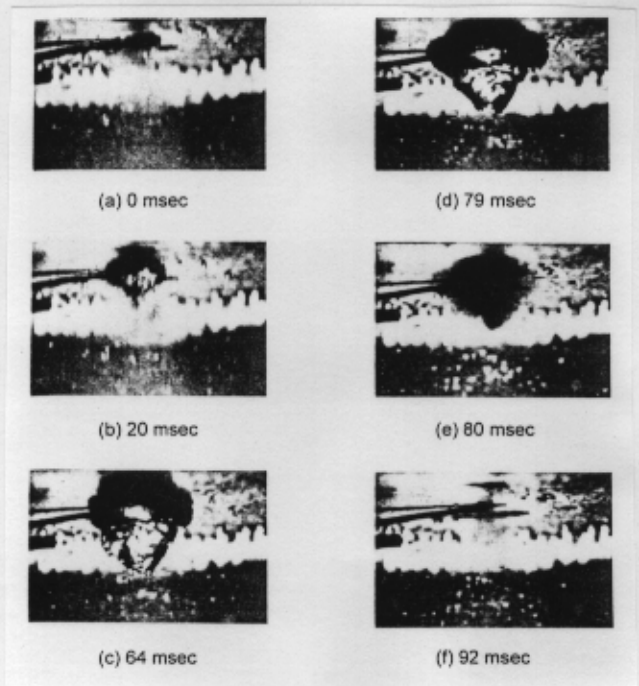 (a) 0 msec
(d) 79 msec
(b) 20 msec
(e) 80 msec
(c) 64 msec
(f) 92 msec